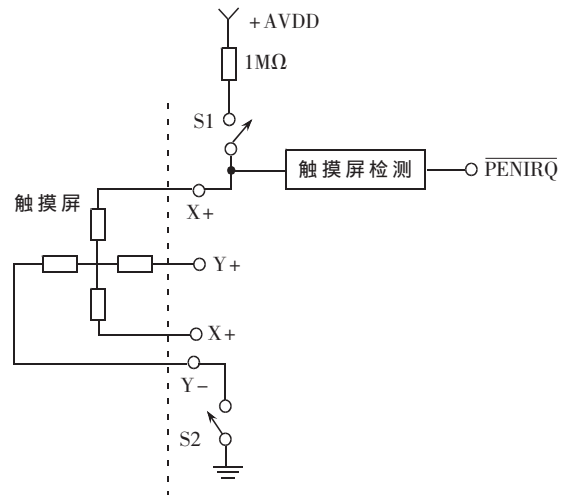 +AVDD
1MΩ
S1
触摸屏检测
PENIRQ
触摸屏
X+
Y+
X+
Y−
S2